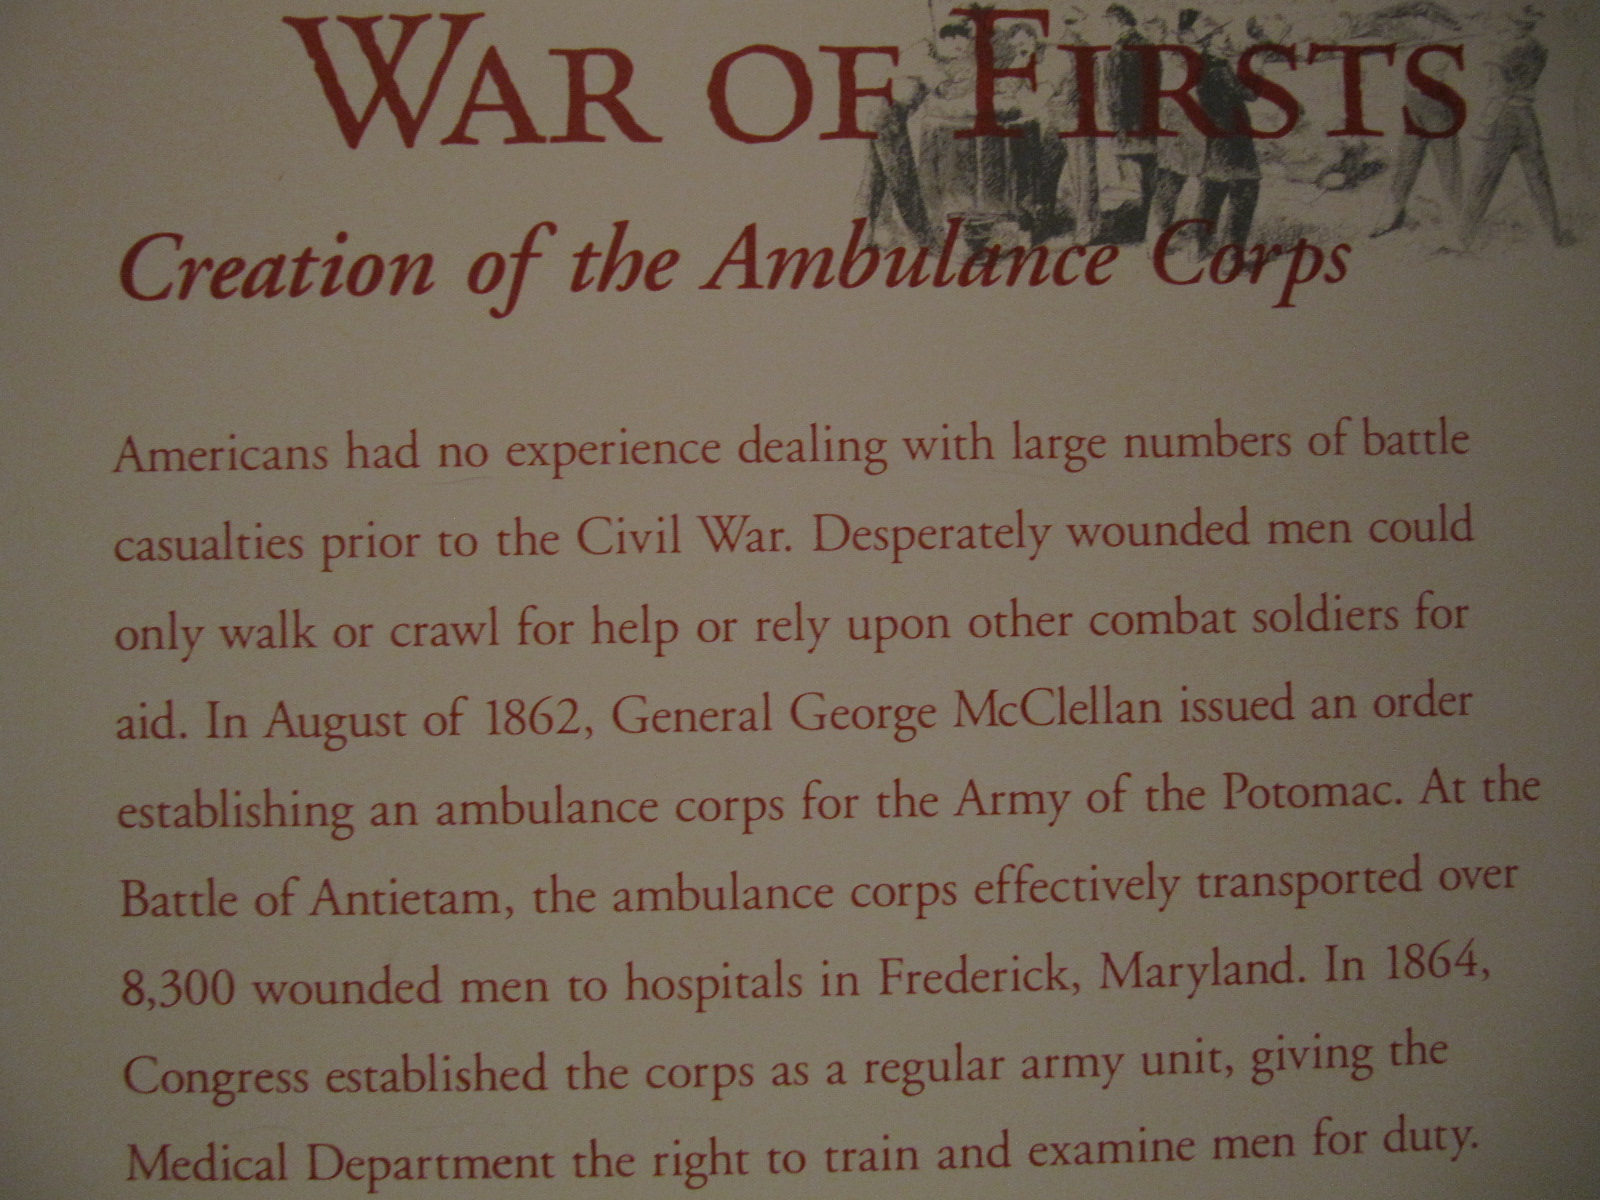 WAR OF FIRSTS
Creation of the Ambulance Corps
Americans had no experience dealing with large numbers of battle
casualties prior to the Civil War. Desperately wounded men could
only walk or crawl for help or rely upon other combat soldiers for
aid. In August of 1862, General George McClellan issued an order
establishing an ambulance corps for the Army of the Potomac. At the
Battle of Antietam, the ambulance corps effectively transported over
8,300 wounded men to hospitals in Frederick, Maryland. In 1864,
Congress established the corps as a regular army unit, giving the
Medical Department the right to train and examine men for duty.